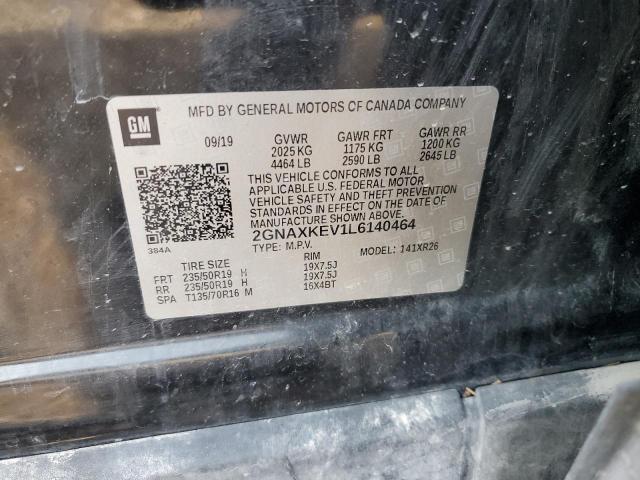 MFD BY GENERAL MOTORS OF CANADA COMPANY
GM
09/19 GVWR GAWR FRT GAWR RR
2025 KG 1175 KG 1200 KG
4464 LB 2590 LB 2645 LB
THIS VEHICLE CONFORMS TO ALL
APPLICABLE U.S. FEDERAL MOTOR
VEHICLE SAFETY AND THEFT PREVENTION
STANDARDS IN EFFECT ON THE DATE OF
MANUFACTURE SHOWN ABOVE.
2GNAXKEV1L6140464
384A
TYPE: M.P.V. MODEL: 141XR26
TIRE SIZE RIM
FRT 235/50R19 H 19X7.5J
RR 235/50R19 H 19X7.5J
SPA T135/70R16 M 16X4BT